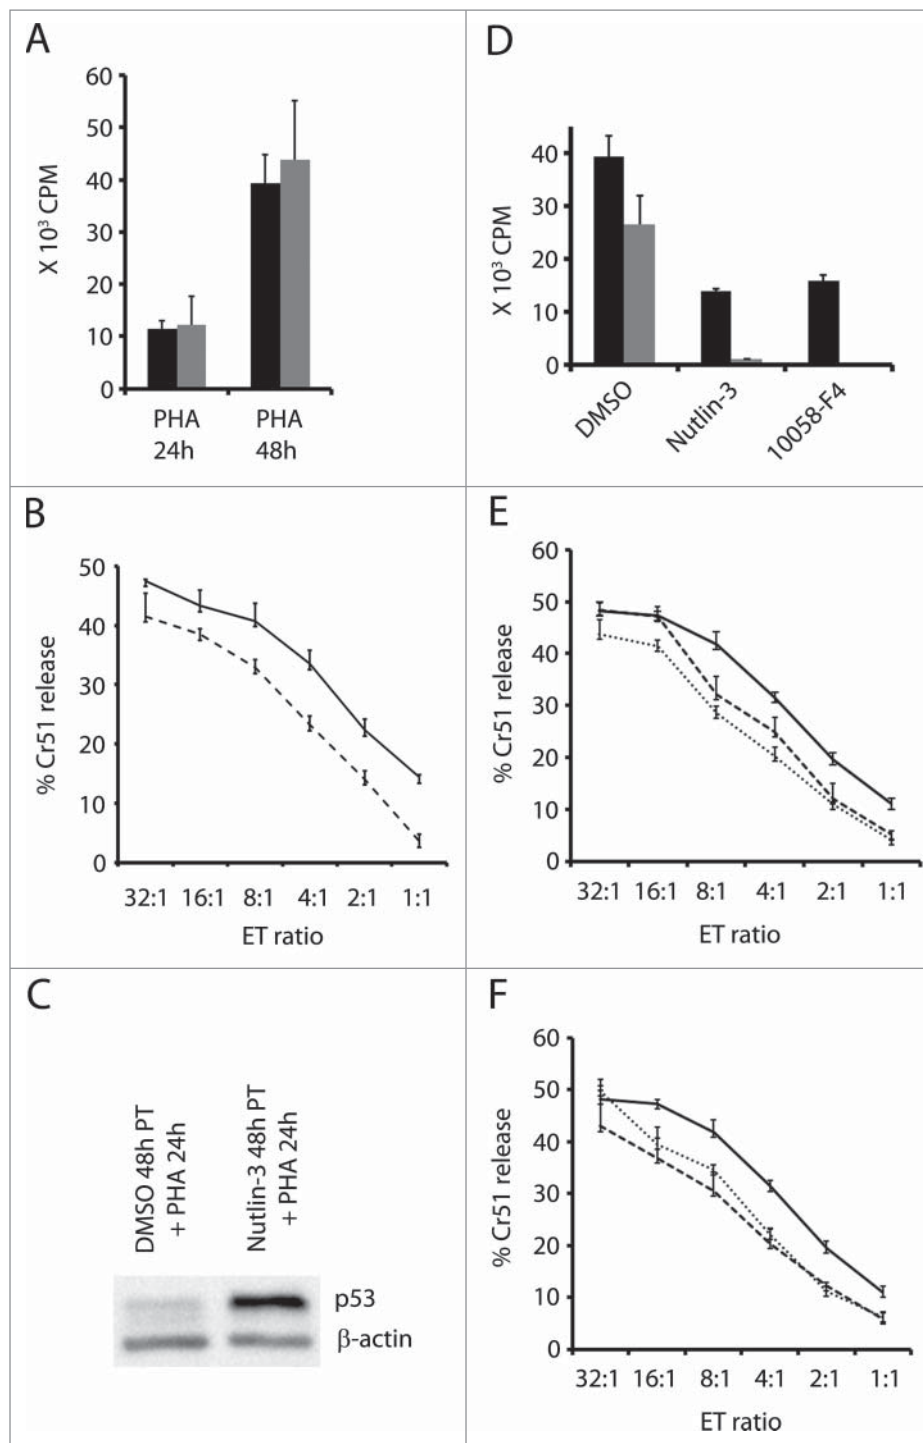 A
60
50
40
30
20
10
0
X 10³ CPM
PHA
24h
PHA
48h
D
40
30
20
10
0
X 10³ CPM
DMSO
Nutlin-3
10058-F4
B
50
40
30
20
10
0
% Cr51 release
32:1 16:1 8:1 4:1 2:1 1:1
ET ratio
E
60
50
40
30
20
10
0
% Cr51 release
32:1 16:1 8:1 4:1 2:1 1:1
ET ratio
C
DMSO 48h PT
+ PHA 24h
Nutlin-3 48h PT
+ PHA 24h
p53
β-actin
F
60
50
40
30
20
10
0
% Cr51 release
32:1 16:1 8:1 4:1 2:1 1:1
ET ratio